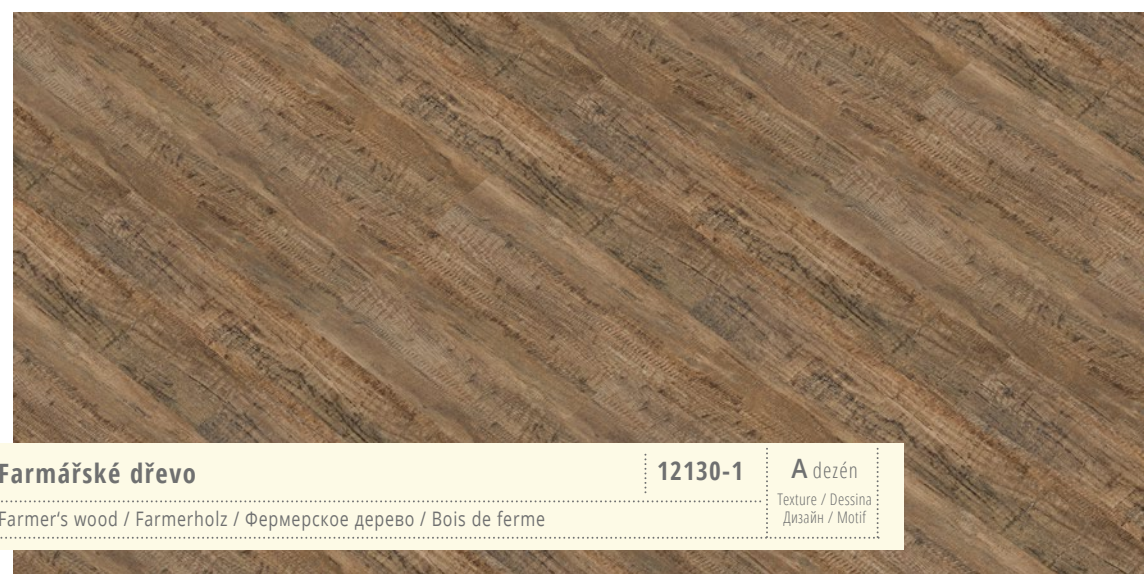 Farmářské dřevo
12130-1
A dezén
Farmer‘s wood / Farmerholz / Фермерское дерево / Bois de ferme
Texture / Dessina
Дизайн / Motif